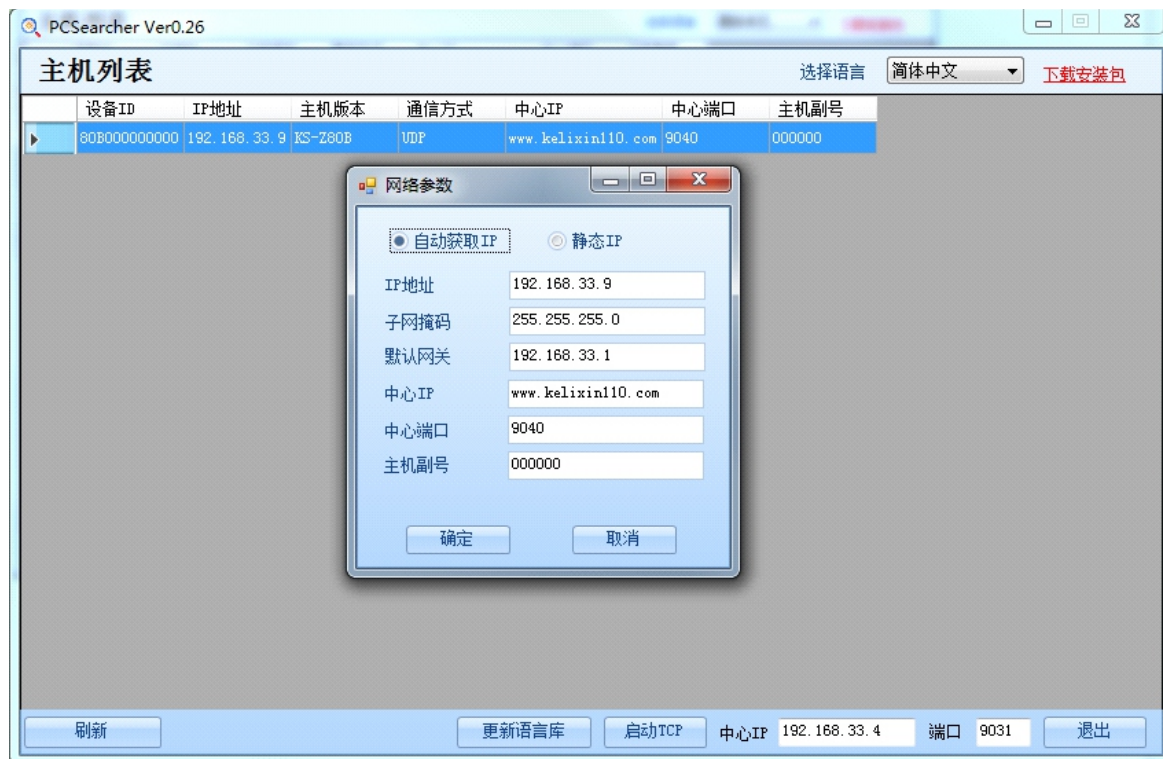 PCSearcher Ver0.26
主机列表 选择语言 简体中文 下载安装包
设备ID IP地址 主机版本 通信方式 中心IP 中心端口 主机副号
80B000000000 192.168.33.9 KS-Z80B UDP www.kelixin110.com 9040 000000
网络参数
自动获取IP 静态IP
IP地址 192.168.33.9
子网掩码 255.255.255.0
默认网关 192.168.33.1
中心IP www.kelixin110.com
中心端口 9040
主机副号 000000
确定 取消
刷新 更新语言库 启动TCP 中心IP 192.168.33.4 端口 9031 退出